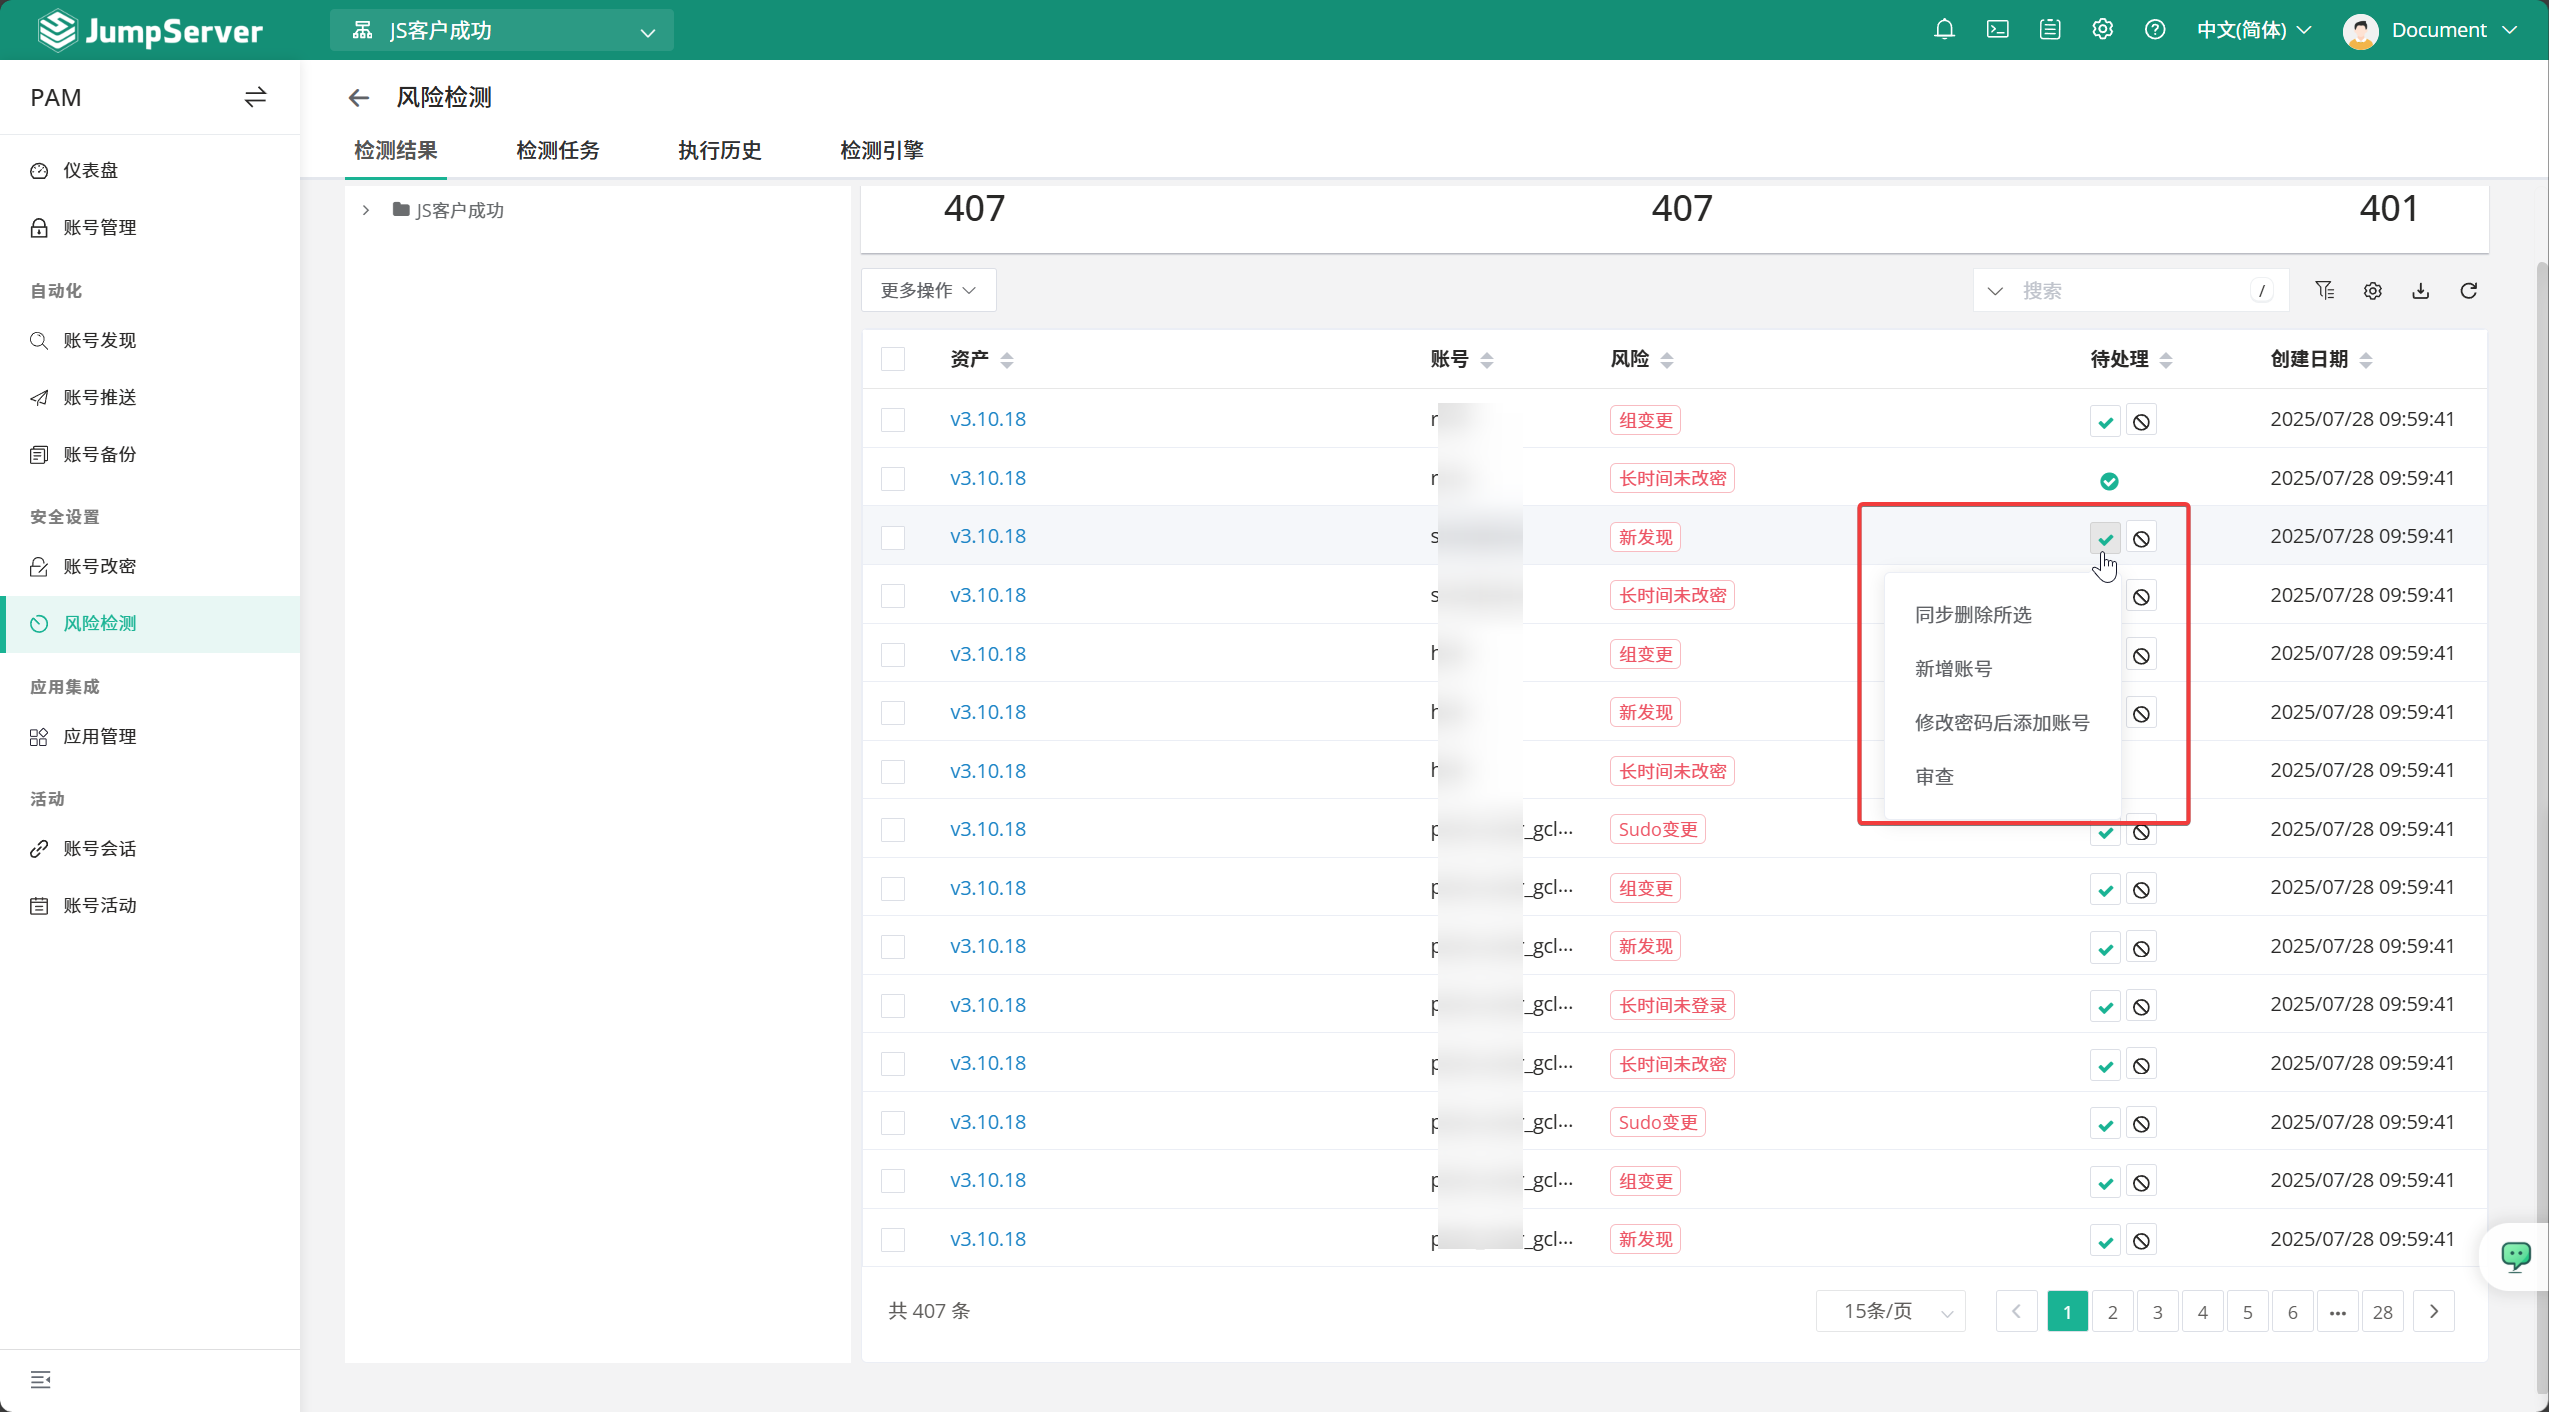 JumpServer
JS客户成功
中文(简体)
Document
PAM
仪表盘
账号管理
自动化
账号发现
账号推送
账号备份
安全设置
账号改密
风险检测
应用集成
应用管理
活动
账号会话
账号活动
风险检测
检测结果 检测任务 执行历史 检测引擎
JS客户成功
407 407 401
更多操作
搜索 /
资产 账号 风险 待处理 创建日期
v3.10.18 r 组变更 2025/07/28 09:59:41
v3.10.18 r 长时间未改密 2025/07/28 09:59:41
v3.10.18 s 新发现 2025/07/28 09:59:41
v3.10.18 s 长时间未改密 2025/07/28 09:59:41
v3.10.18 h 组变更 2025/07/28 09:59:41
v3.10.18 h 新发现 2025/07/28 09:59:41
v3.10.18 h 长时间未改密 2025/07/28 09:59:41
同步删除所选
新增账号
修改密码后添加账号
审查
v3.10.18 p _gcl... Sudo变更 2025/07/28 09:59:41
v3.10.18 p _gcl... 组变更 2025/07/28 09:59:41
v3.10.18 p _gcl... 新发现 2025/07/28 09:59:41
v3.10.18 p _gcl... 长时间未登录 2025/07/28 09:59:41
v3.10.18 p _gcl... 长时间未改密 2025/07/28 09:59:41
v3.10.18 p _gcl... Sudo变更 2025/07/28 09:59:41
v3.10.18 p _gcl... 组变更 2025/07/28 09:59:41
v3.10.18 p _gcl... 新发现 2025/07/28 09:59:41
共 407 条
15条/页
1 2 3 4 5 6 ... 28